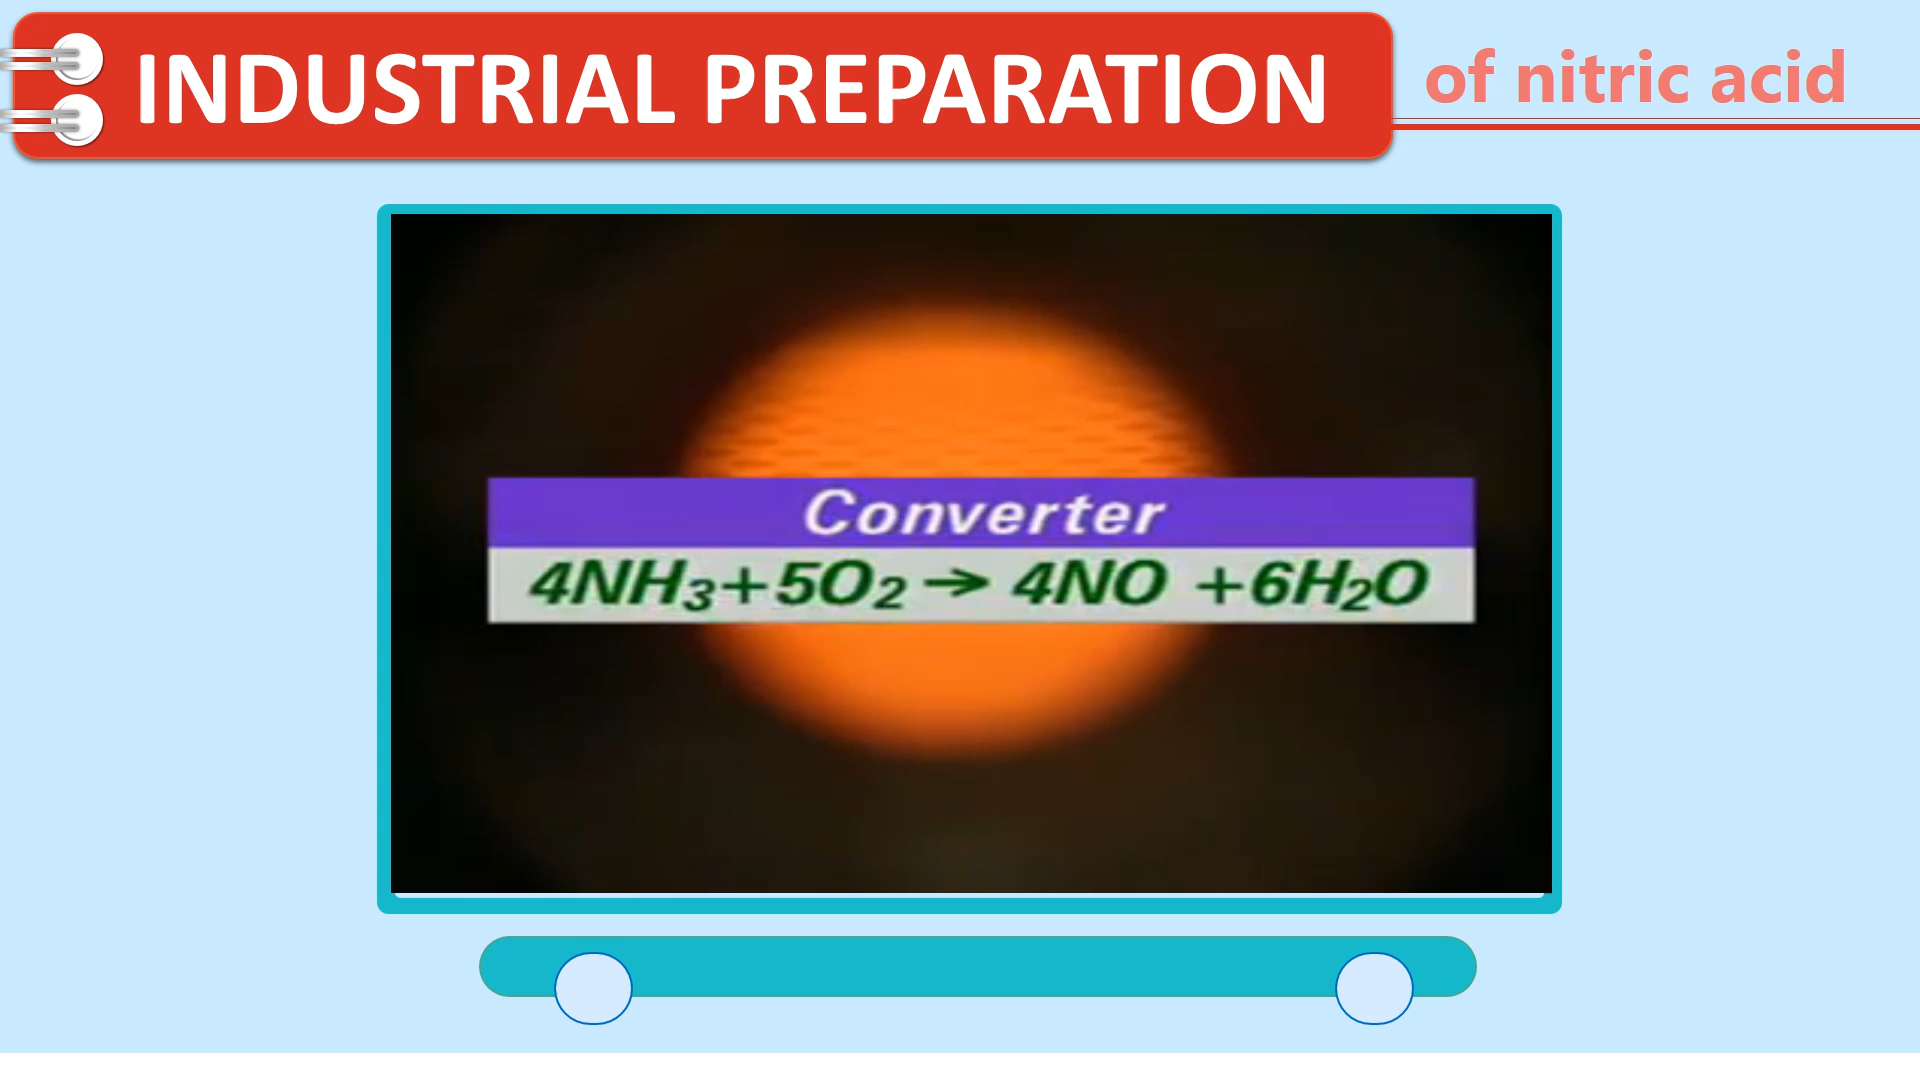 INDUSTRIAL PREPARATION
of nitric acid
Converter
4NH₃+5O₂→4NO +6H₂O